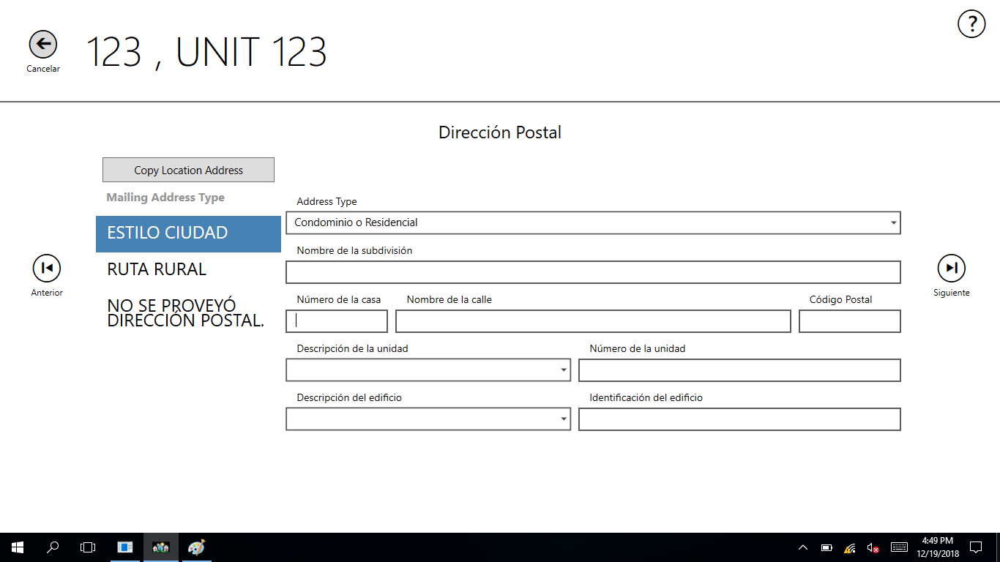 ?
Cancelar
123 , UNIT 123
Dirección Postal
Copy Location Address
Mailing Address Type
ESTILO CIUDAD
RUTA RURAL
NO SE PROVEYÓ
DIRECCIÓN POSTAL.
Anterior
Address Type
Condominio o Residencial
Nombre de la subdivisión
Número de la casa
Nombre de la calle
Código Postal
Descripción de la unidad
Número de la unidad
Descripción del edificio
Identificación del edificio
Siguiente
4:49 PM
12/19/2018